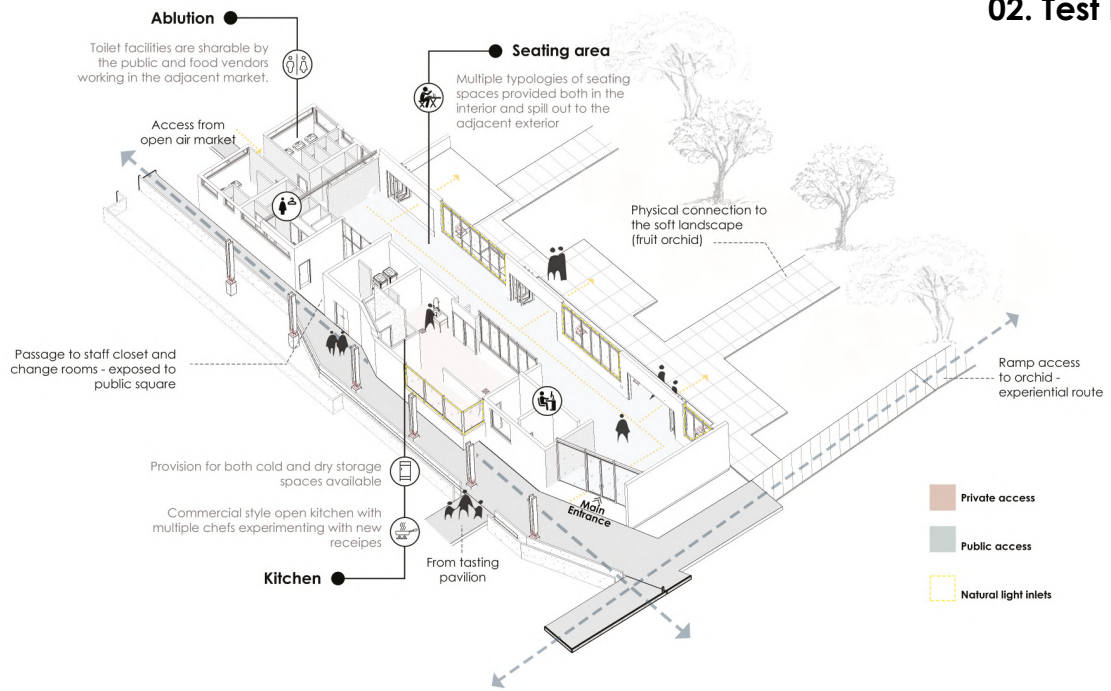 02. Test
Ablution
Toilet facilities are sharable by
the public and food vendors
working in the adjacent market.
Seating area
Multiple typologies of seating
spaces provided both in the
interior and spill out to the
adjacent exterior
Access from
open air market
Physical connection to
the soft landscape
(fruit orchid)
Passage to staff closet and
change rooms - exposed to
public square
Ramp access
to orchid -
experiential route
Provision for both cold and dry storage
spaces available
Commercial style open kitchen with
multiple chefs experimenting with new
receipes
Kitchen
From tasting
pavilion
Main
Entrance
Private access
Public access
Natural light inlets